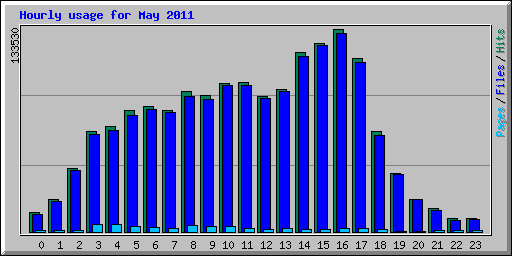 Hourly usage for May 2011
133530
Pages / Files / Hits
0 1 2 3 4 5 6 7 8 9 10 11 12 13 14 15 16 17 18 19 20 21 22 23